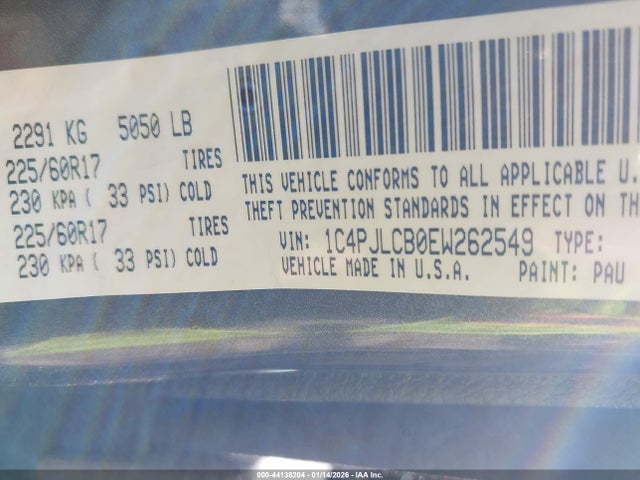 2291 KG 5050 LB
225/60R17 TIRES
230 KPA ( 33 PSI) COLD
225/60R17 TIRES
230 KPA ( 33 PSI) COLD
THIS VEHICLE CONFORMS TO ALL APPLICABLE U.
THEFT PREVENTION STANDARDS IN EFFECT ON TH
VIN: 1C4PJLCB0EW262549 TYPE:
VEHICLE MADE IN U.S.A. PAINT: PAU
000-44138204 - 01/14/2026 - IAA Inc.